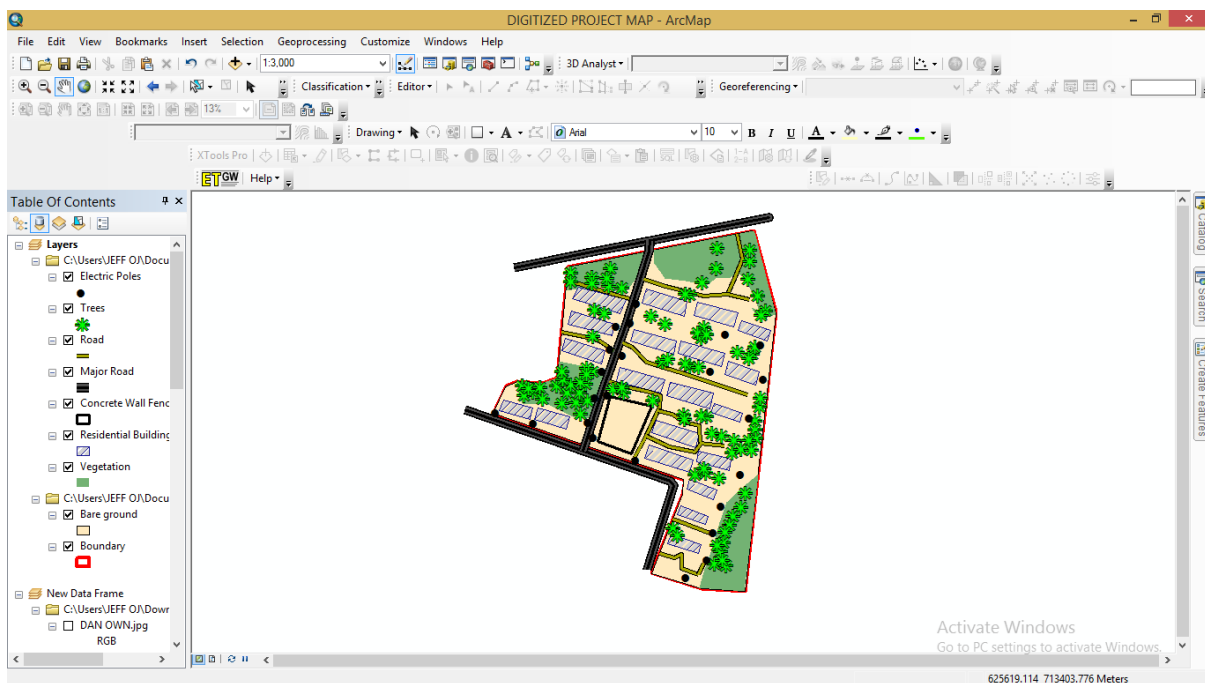 DIGITIZED PROJECT MAP - ArcMap
File Edit View Bookmarks Insert Selection Geoprocessing Customize Windows Help
1:3,000 3D Analyst
Classification Editor Georeferencing
13%
Drawing A Arial 10 B I U A
XTools Pro
ET GW Help
Table Of Contents
Layers
C:\Users\JEFF OJ\Docu
Electric Poles
Trees
Road
Major Road
Concrete Wall Fenc
Residential Building
Vegetation
C:\Users\JEFF OJ\Docu
Bare ground
Boundary
New Data Frame
C:\Users\JEFF OJ\Dowr
DAN OWN.jpg
RGB
Catalog
Search
Create Features
Activate Windows
Go to PC settings to activate Windows.
625619.114 713403.776 Meters